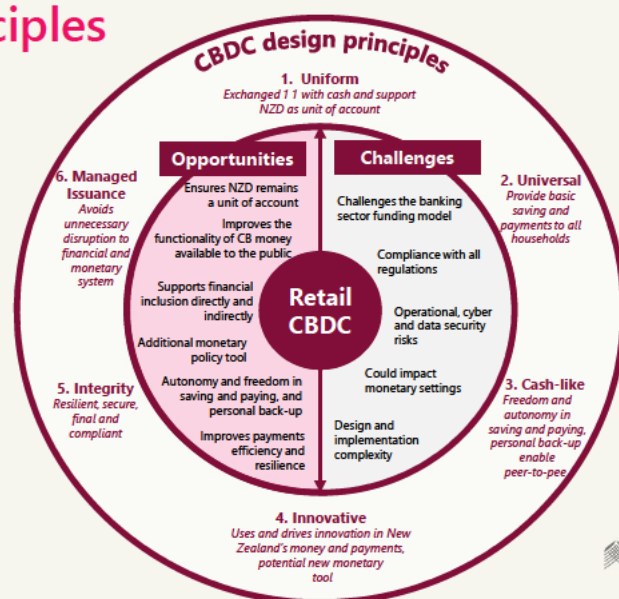 ciples
CBDC design principles
1. Uniform
Exchanged 1 1 with cash and support
NZD as unit of account
Opportunities
Ensures NZD remains
a unit of account
Improves the
functionality of CB money
available to the public
Supports financial
inclusion directly and
indirectly
Additional monetary
policy tool
Autonomy and freedom in
saving and paying, and
personal back-up
Improves payments
efficiency and
resilience
Challenges
Challenges the banking
sector funding model
Compliance with all
regulations
Operational, cyber
and data security
risks
Could impact
monetary settings
Design and
implementation
complexity
Retail
CBDC
2. Universal
Provide basic
saving and
payments to all
households
3. Cash-like
Freedom and
autonomy in
saving and paying,
personal back-up
enable
peer-to-pee
4. Innovative
Uses and drives innovation in New
Zealand's money and payments,
potential new monetary
tool
5. Integrity
Resilient, secure,
final and
compliant
6. Managed
Issuance
Avoids
unnecessary
disruption to
financial and
monetary
system